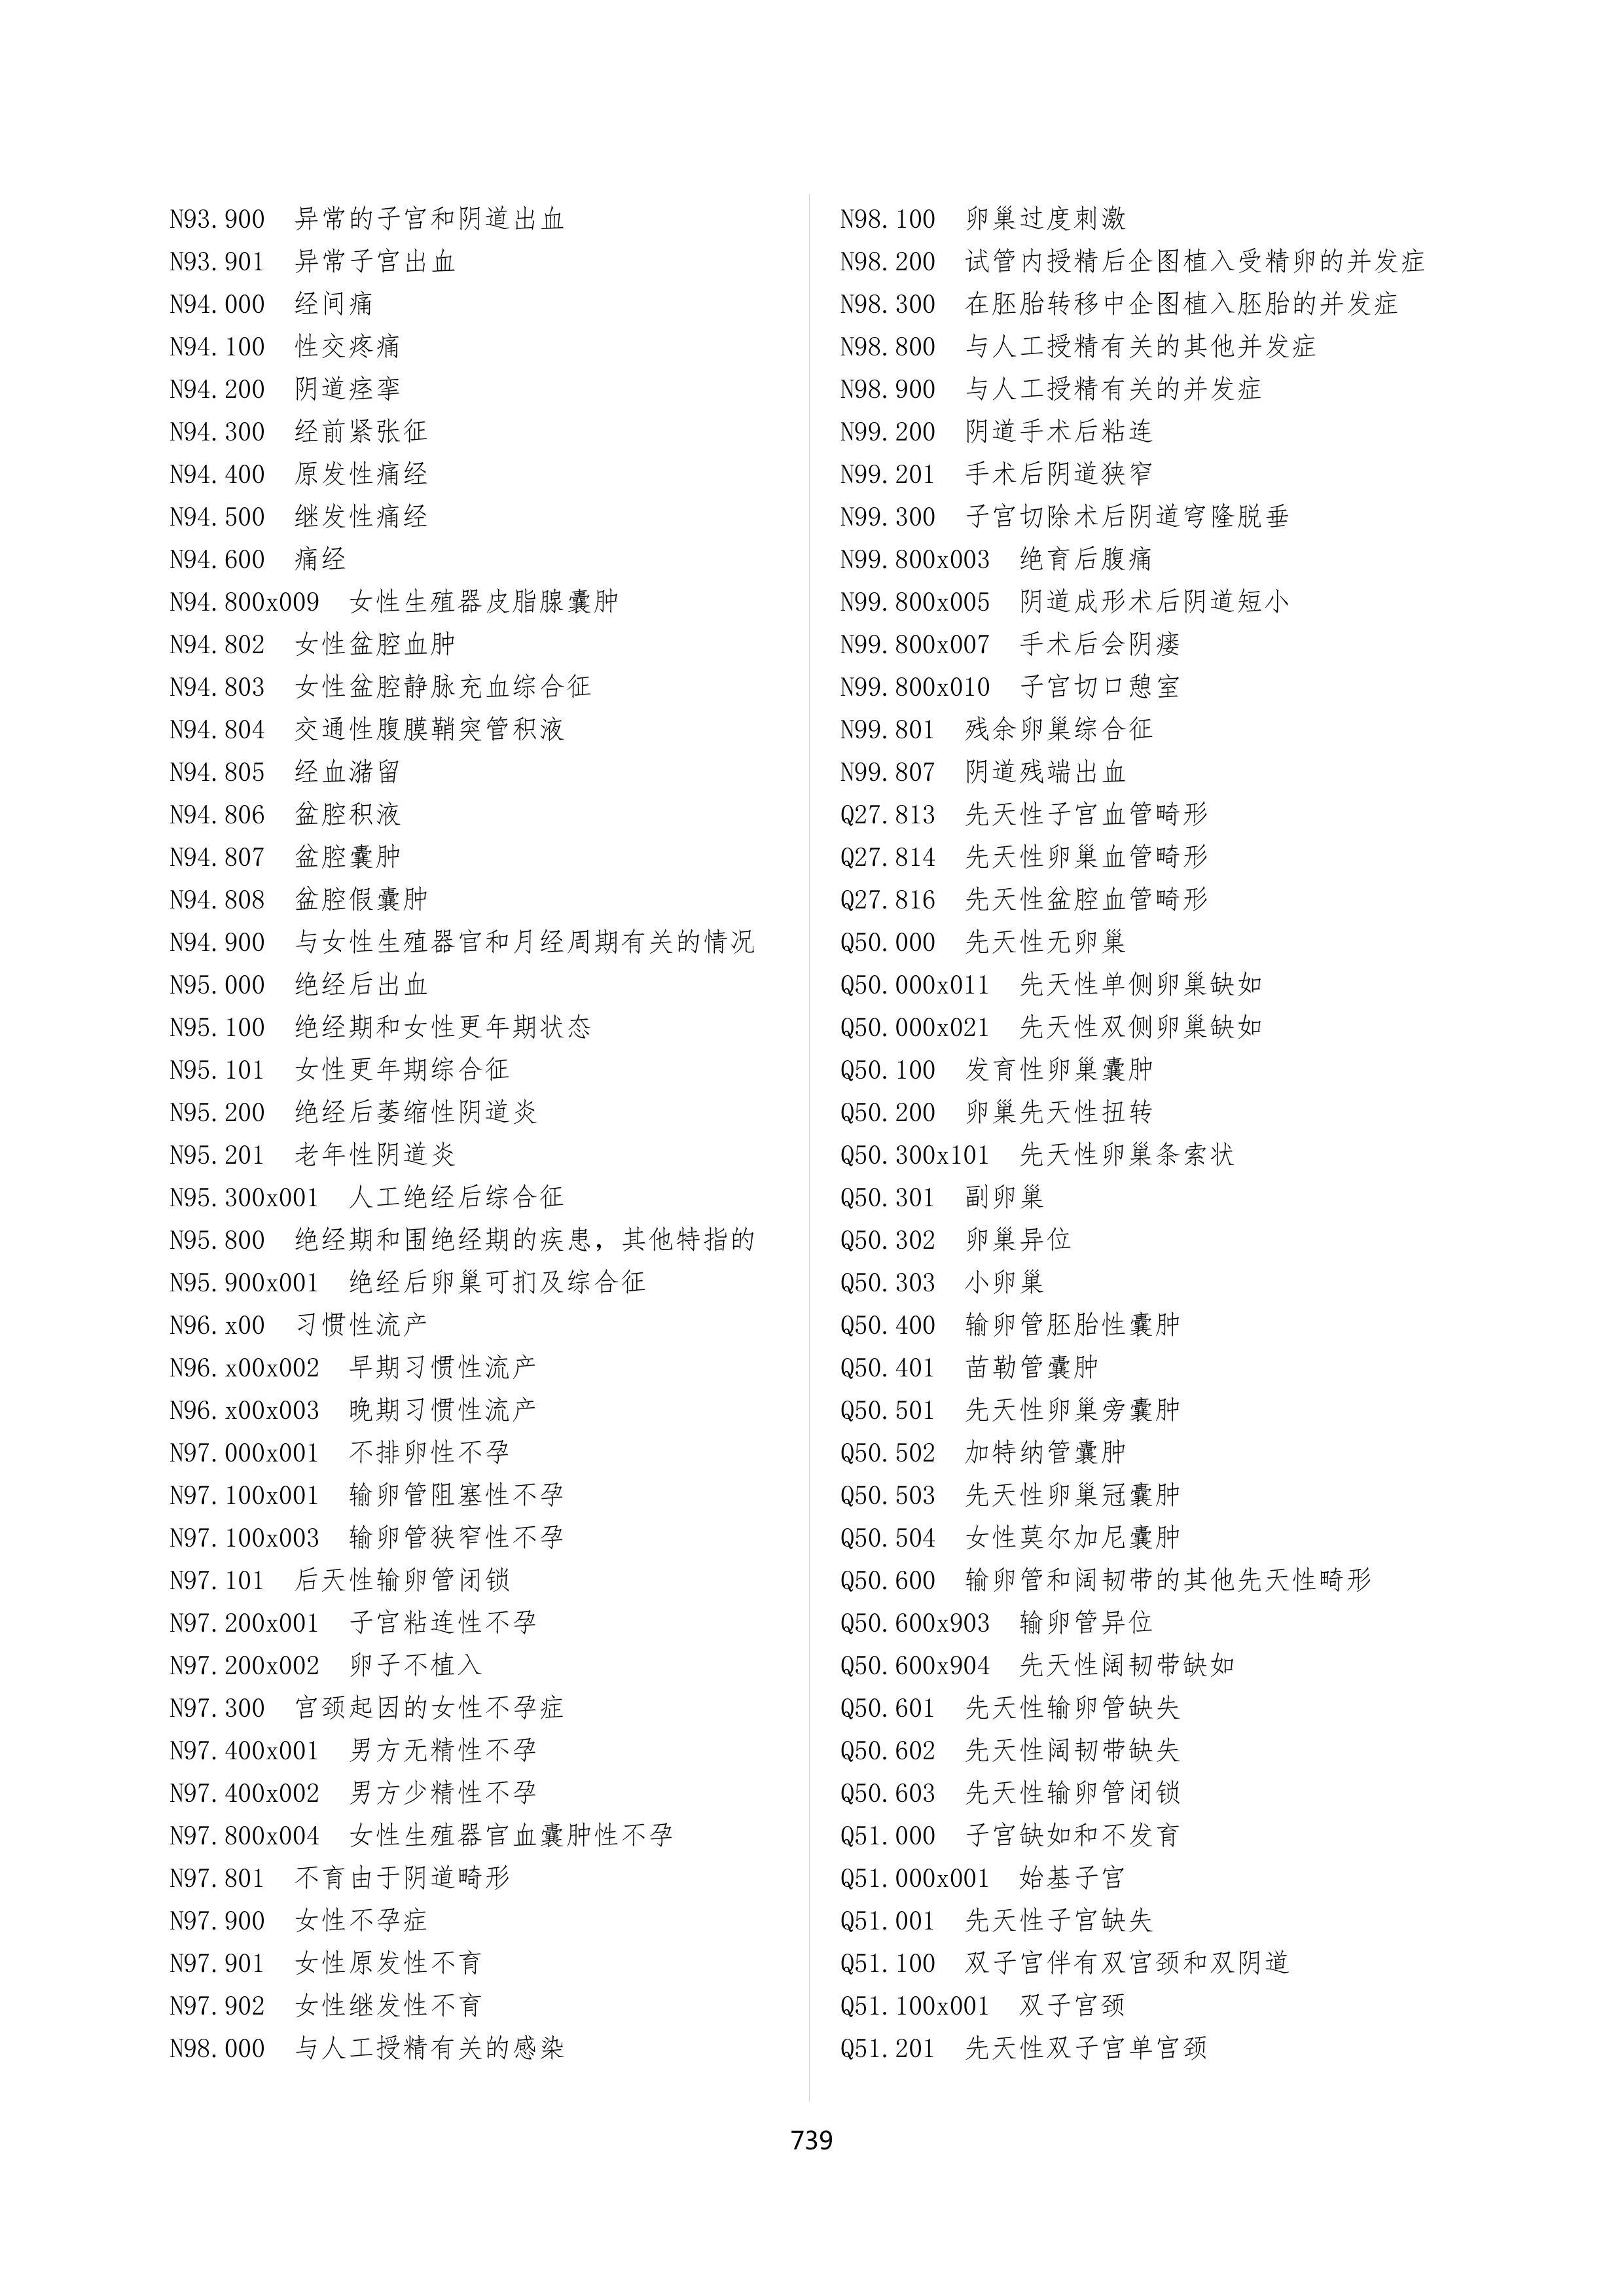 N93.900  异常的子宫和阴道出血
N93.901  异常子宫出血
N94.000  经间痛
N94.100  性交疼痛
N94.200  阴道痉挛
N94.300  经前紧张征
N94.400  原发性痛经
N94.500  继发性痛经
N94.600  痛经
N94.800x009  女性生殖器皮脂腺囊肿
N94.802  女性盆腔血肿
N94.803  女性盆腔静脉充血综合征
N94.804  交通性腹膜鞘突管积液
N94.805  经血潴留
N94.806  盆腔积液
N94.807  盆腔囊肿
N94.808  盆腔假囊肿
N94.900  与女性生殖器官和月经周期有关的情况
N95.000  绝经后出血
N95.100  绝经期和女性更年期状态
N95.101  女性更年期综合征
N95.200  绝经后萎缩性阴道炎
N95.201  老年性阴道炎
N95.300x001  人工绝经后综合征
N95.800  绝经期和围绝经期的疾患，其他特指的
N95.900x001  绝经后卵巢可扪及综合征
N96.x00  习惯性流产
N96.x00x002  早期习惯性流产
N96.x00x003  晚期习惯性流产
N97.000x001  不排卵性不孕
N97.100x001  输卵管阻塞性不孕
N97.100x003  输卵管狭窄性不孕
N97.101  后天性输卵管闭锁
N97.200x001  子宫粘连性不孕
N97.200x002  卵子不植入
N97.300  宫颈起因的女性不孕症
N97.400x001  男方无精性不孕
N97.400x002  男方少精性不孕
N97.800x004  女性生殖器官血囊肿性不孕
N97.801  不育由于阴道畸形
N97.900  女性不孕症
N97.901  女性原发性不育
N97.902  女性继发性不育
N98.000  与人工授精有关的感染
N98.100  卵巢过度刺激
N98.200  试管内授精后企图植入受精卵的并发症
N98.300  在胚胎转移中企图植入胚胎的并发症
N98.800  与人工授精有关的其他并发症
N98.900  与人工授精有关的并发症
N99.200  阴道手术后粘连
N99.201  手术后阴道狭窄
N99.300  子宫切除术后阴道穹隆脱垂
N99.800x003  绝育后腹痛
N99.800x005  阴道成形术后阴道短小
N99.800x007  手术后会阴瘘
N99.800x010  子宫切口憩室
N99.801  残余卵巢综合征
N99.807  阴道残端出血
Q27.813  先天性子宫血管畸形
Q27.814  先天性卵巢血管畸形
Q27.816  先天性盆腔血管畸形
Q50.000  先天性无卵巢
Q50.000x011  先天性单侧卵巢缺如
Q50.000x021  先天性双侧卵巢缺如
Q50.100  发育性卵巢囊肿
Q50.200  卵巢先天性扭转
Q50.300x101  先天性卵巢条索状
Q50.301  副卵巢
Q50.302  卵巢异位
Q50.303  小卵巢
Q50.400  输卵管胚胎性囊肿
Q50.401  苗勒管囊肿
Q50.501  先天性卵巢旁囊肿
Q50.502  加特纳管囊肿
Q50.503  先天性卵巢冠囊肿
Q50.504  女性莫尔加尼囊肿
Q50.600  输卵管和阔韧带的其他先天性畸形
Q50.600x903  输卵管异位
Q50.600x904  先天性阔韧带缺如
Q50.601  先天性输卵管缺失
Q50.602  先天性阔韧带缺失
Q50.603  先天性输卵管闭锁
Q51.000  子宫缺如和不发育
Q51.000x001  始基子宫
Q51.001  先天性子宫缺失
Q51.100  双子宫伴有双宫颈和双阴道
Q51.100x001  双子宫颈
Q51.201  先天性双子宫单宫颈
739